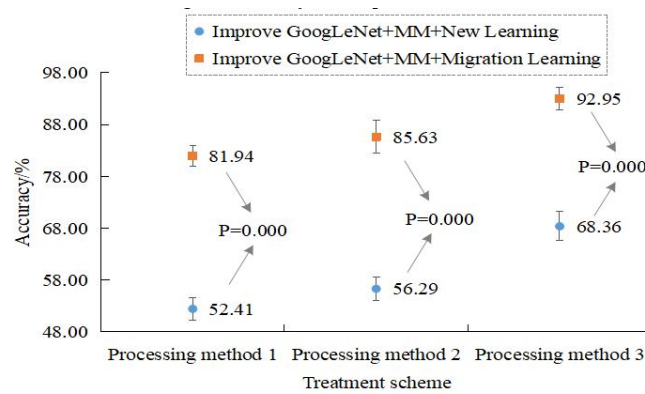 Improve GoogLeNet+MM+New Learning
Improve GoogLeNet+MM+Migration Learning
98.00
88.00
78.00
68.00
58.00
48.00
Accuracy/%
81.94
85.63
92.95
P=0.000
P=0.000
P=0.000
52.41
56.29
68.36
Processing method 1
Processing method 2
Processing method 3
Treatment scheme